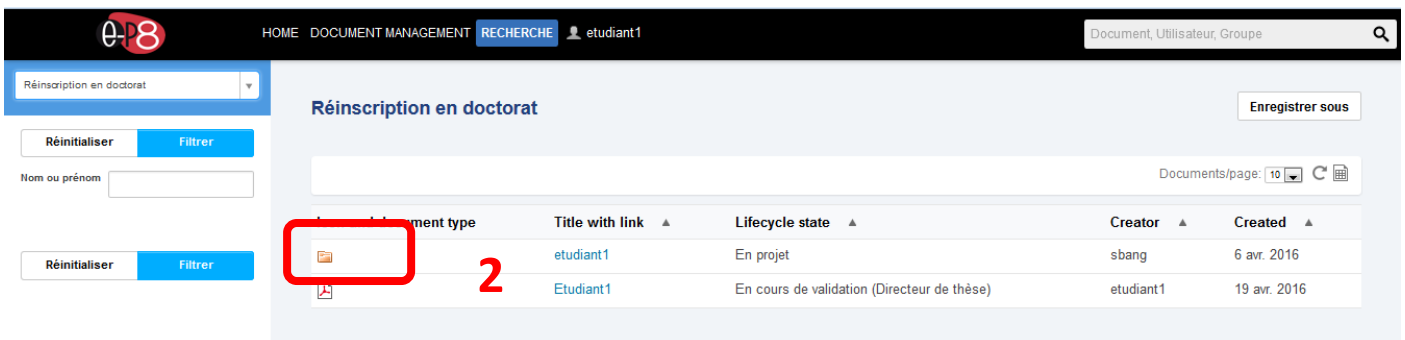 e-P8 HOME DOCUMENT MANAGEMENT RECHERCHE etudiant1 Document, Utilisateur, Groupe
Réinscription en doctorat
Réinscription en doctorat Enregistrer sous
Réinitialiser Filtrer
Nom ou prénom
Documents/page: 10
type Title with link Lifecycle state Creator Created
etudiant1 En projet sbang 6 avr. 2016
Réinitialiser Filtrer
2
Etudiant1 En cours de validation (Directeur de thèse) etudiant1 19 avr. 2016